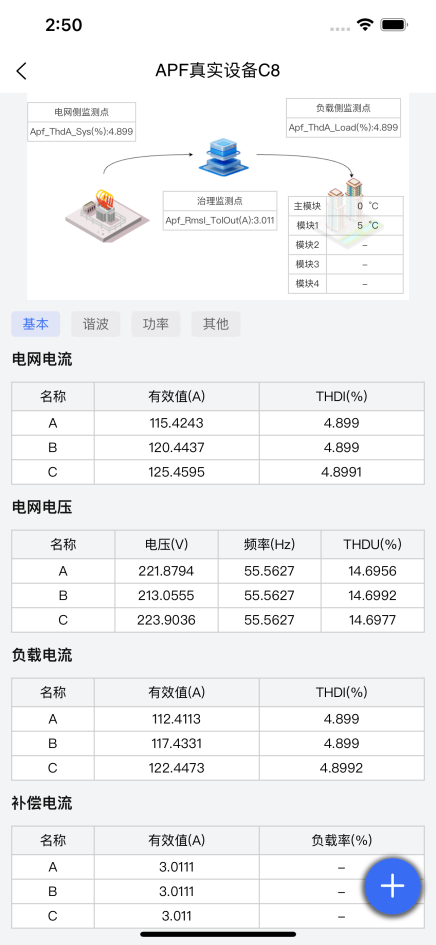 2:50
APF真实设备C8
电网侧监测点
Apf_ThdA_Sys(%):4.899
负载侧监测点
Apf_ThdA_Load(%):4.899
治理监测点
Apf_Rmsl_TolOut(A):3.011
主模块 0 °C
模块1 5 °C
模块2 –
模块3 –
模块4 –
基本 谐波 功率 其他
电网电流
名称 有效值(A) THDI(%)
A 115.4243 4.899
B 120.4437 4.899
C 125.4595 4.8991
电网电压
名称 电压(V) 频率(Hz) THDU(%)
A 221.8794 55.5627 14.6956
B 213.0555 55.5627 14.6992
C 223.9036 55.5627 14.6977
负载电流
名称 有效值(A) THDI(%)
A 112.4113 4.899
B 117.4331 4.899
C 122.4473 4.8992
补偿电流
名称 有效值(A) 负载率(%)
A 3.0111 –
B 3.0111 –
C 3.011 –